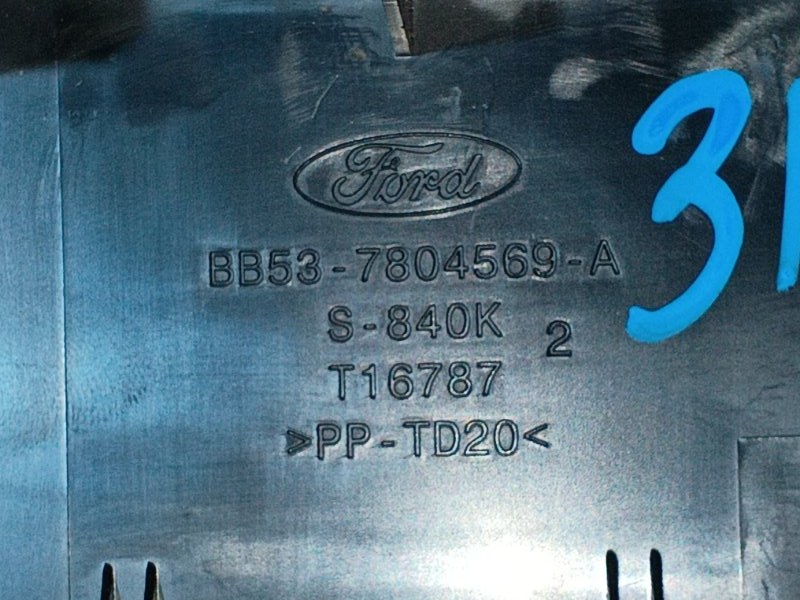 Ford
BB53-7804569-A
S-840K
2
T16787
>PP-TD20<